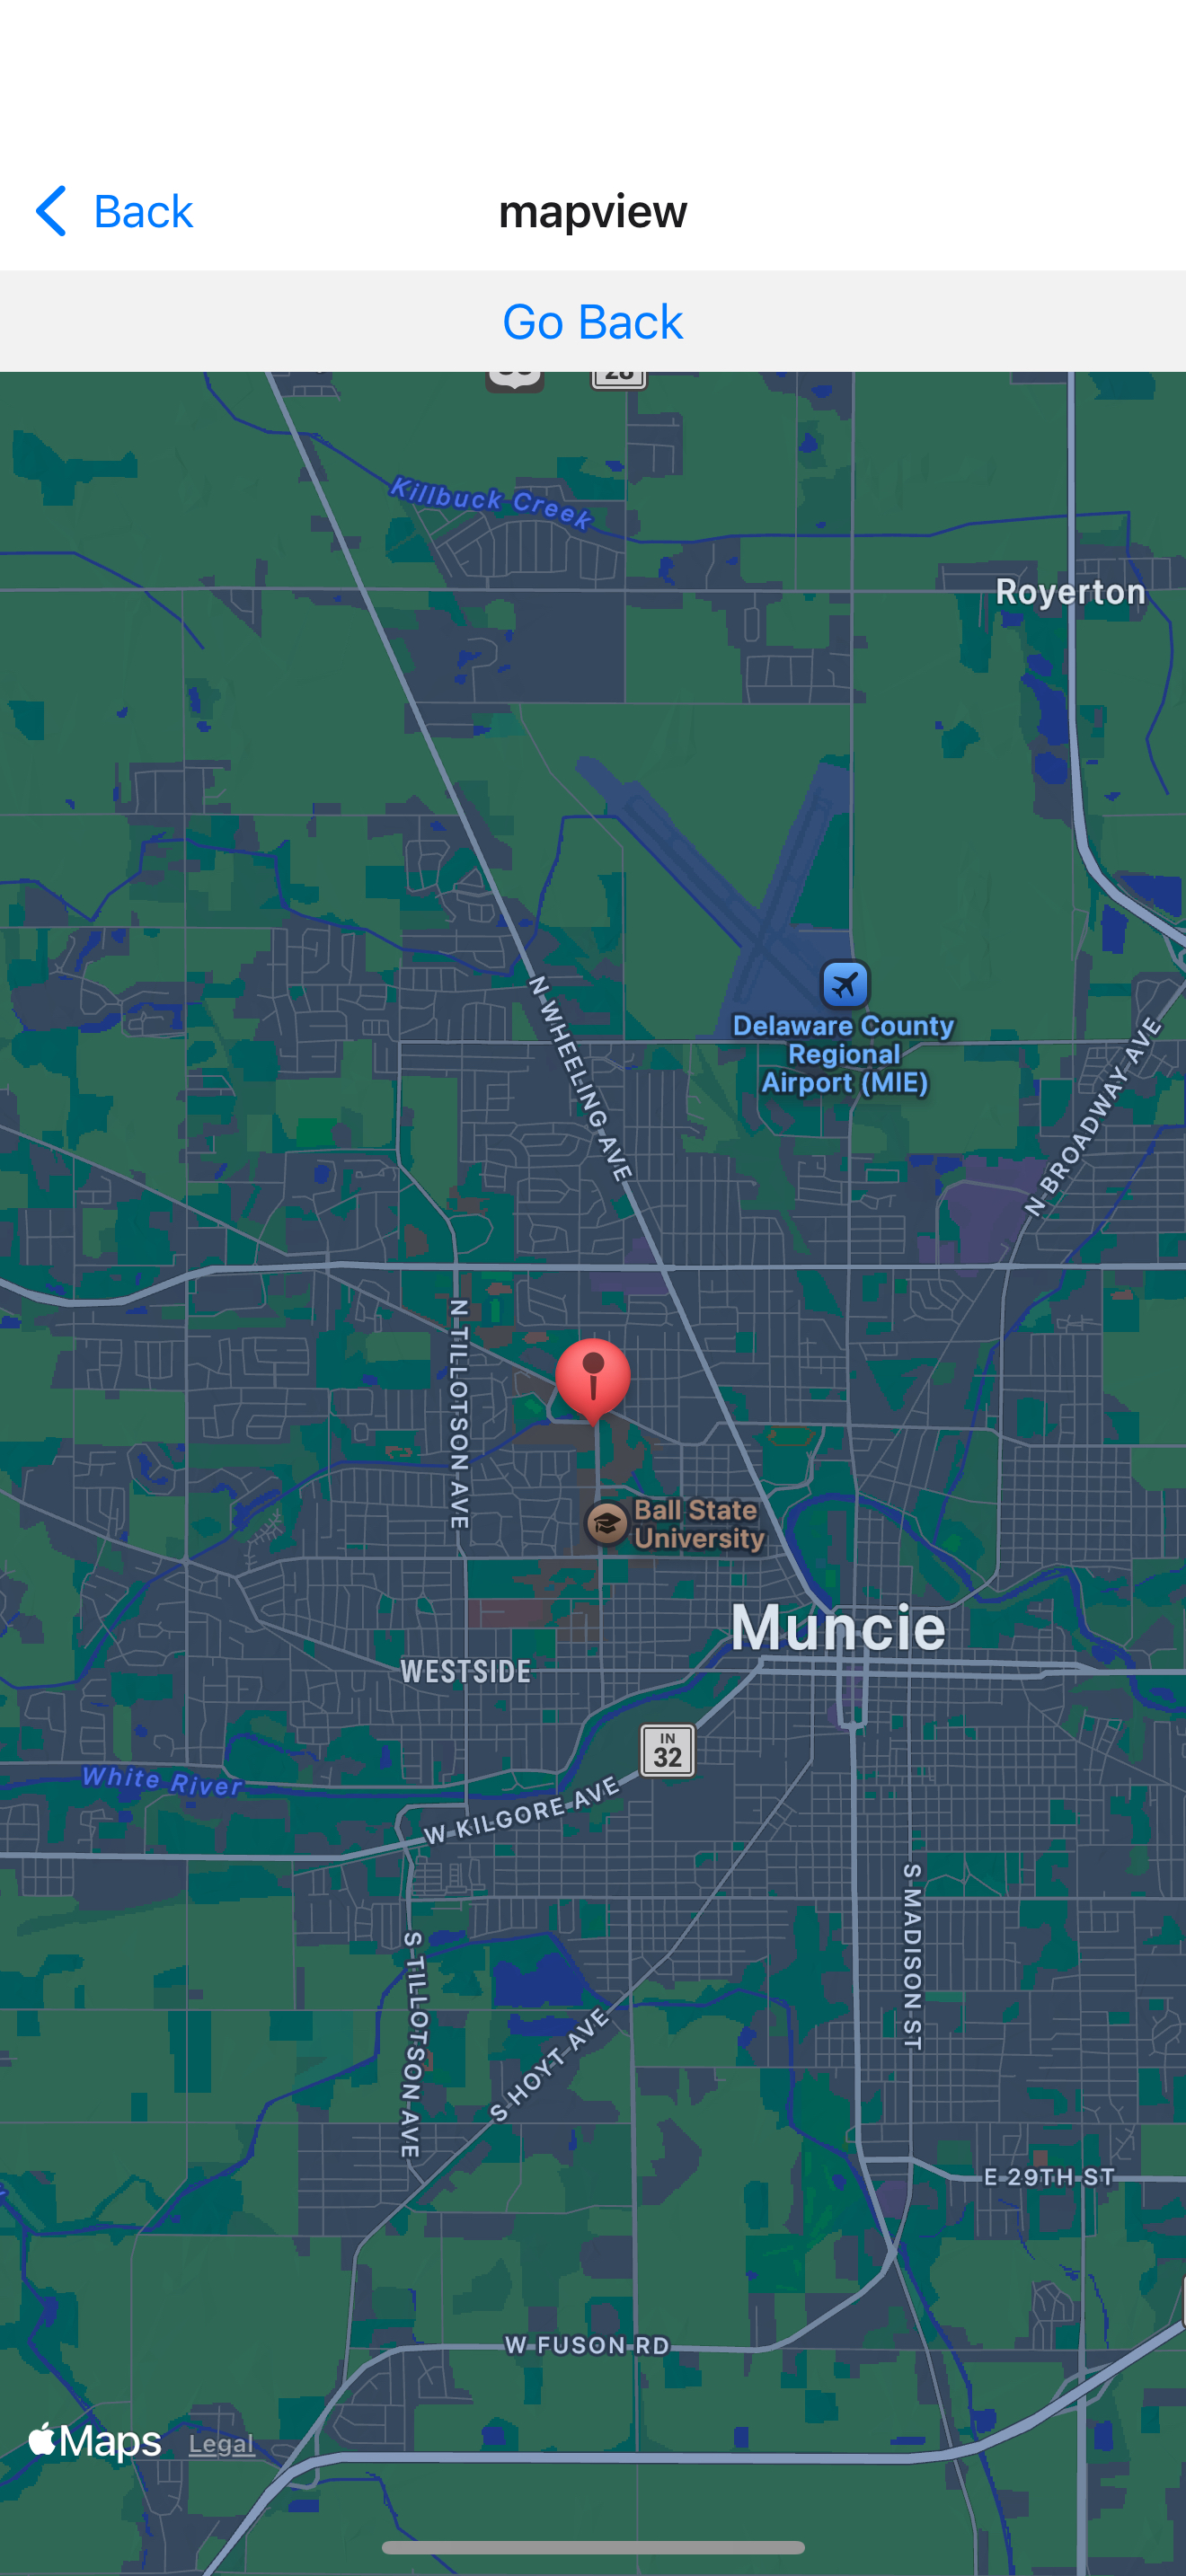 Back
mapview
Go Back
28
Killbuck Creek
Royerton
N WHEELING AVE
Delaware County
Regional
Airport (MIE)
N BROADWAY AVE
N TILLOTSON AVE
Ball State
University
Muncie
WESTSIDE
IN
32
White River
W KILGORE AVE
S MADISON ST
S TILLOTSON AVE
S HOYT AVE
E 29TH ST
W FUSON RD
Maps
Legal